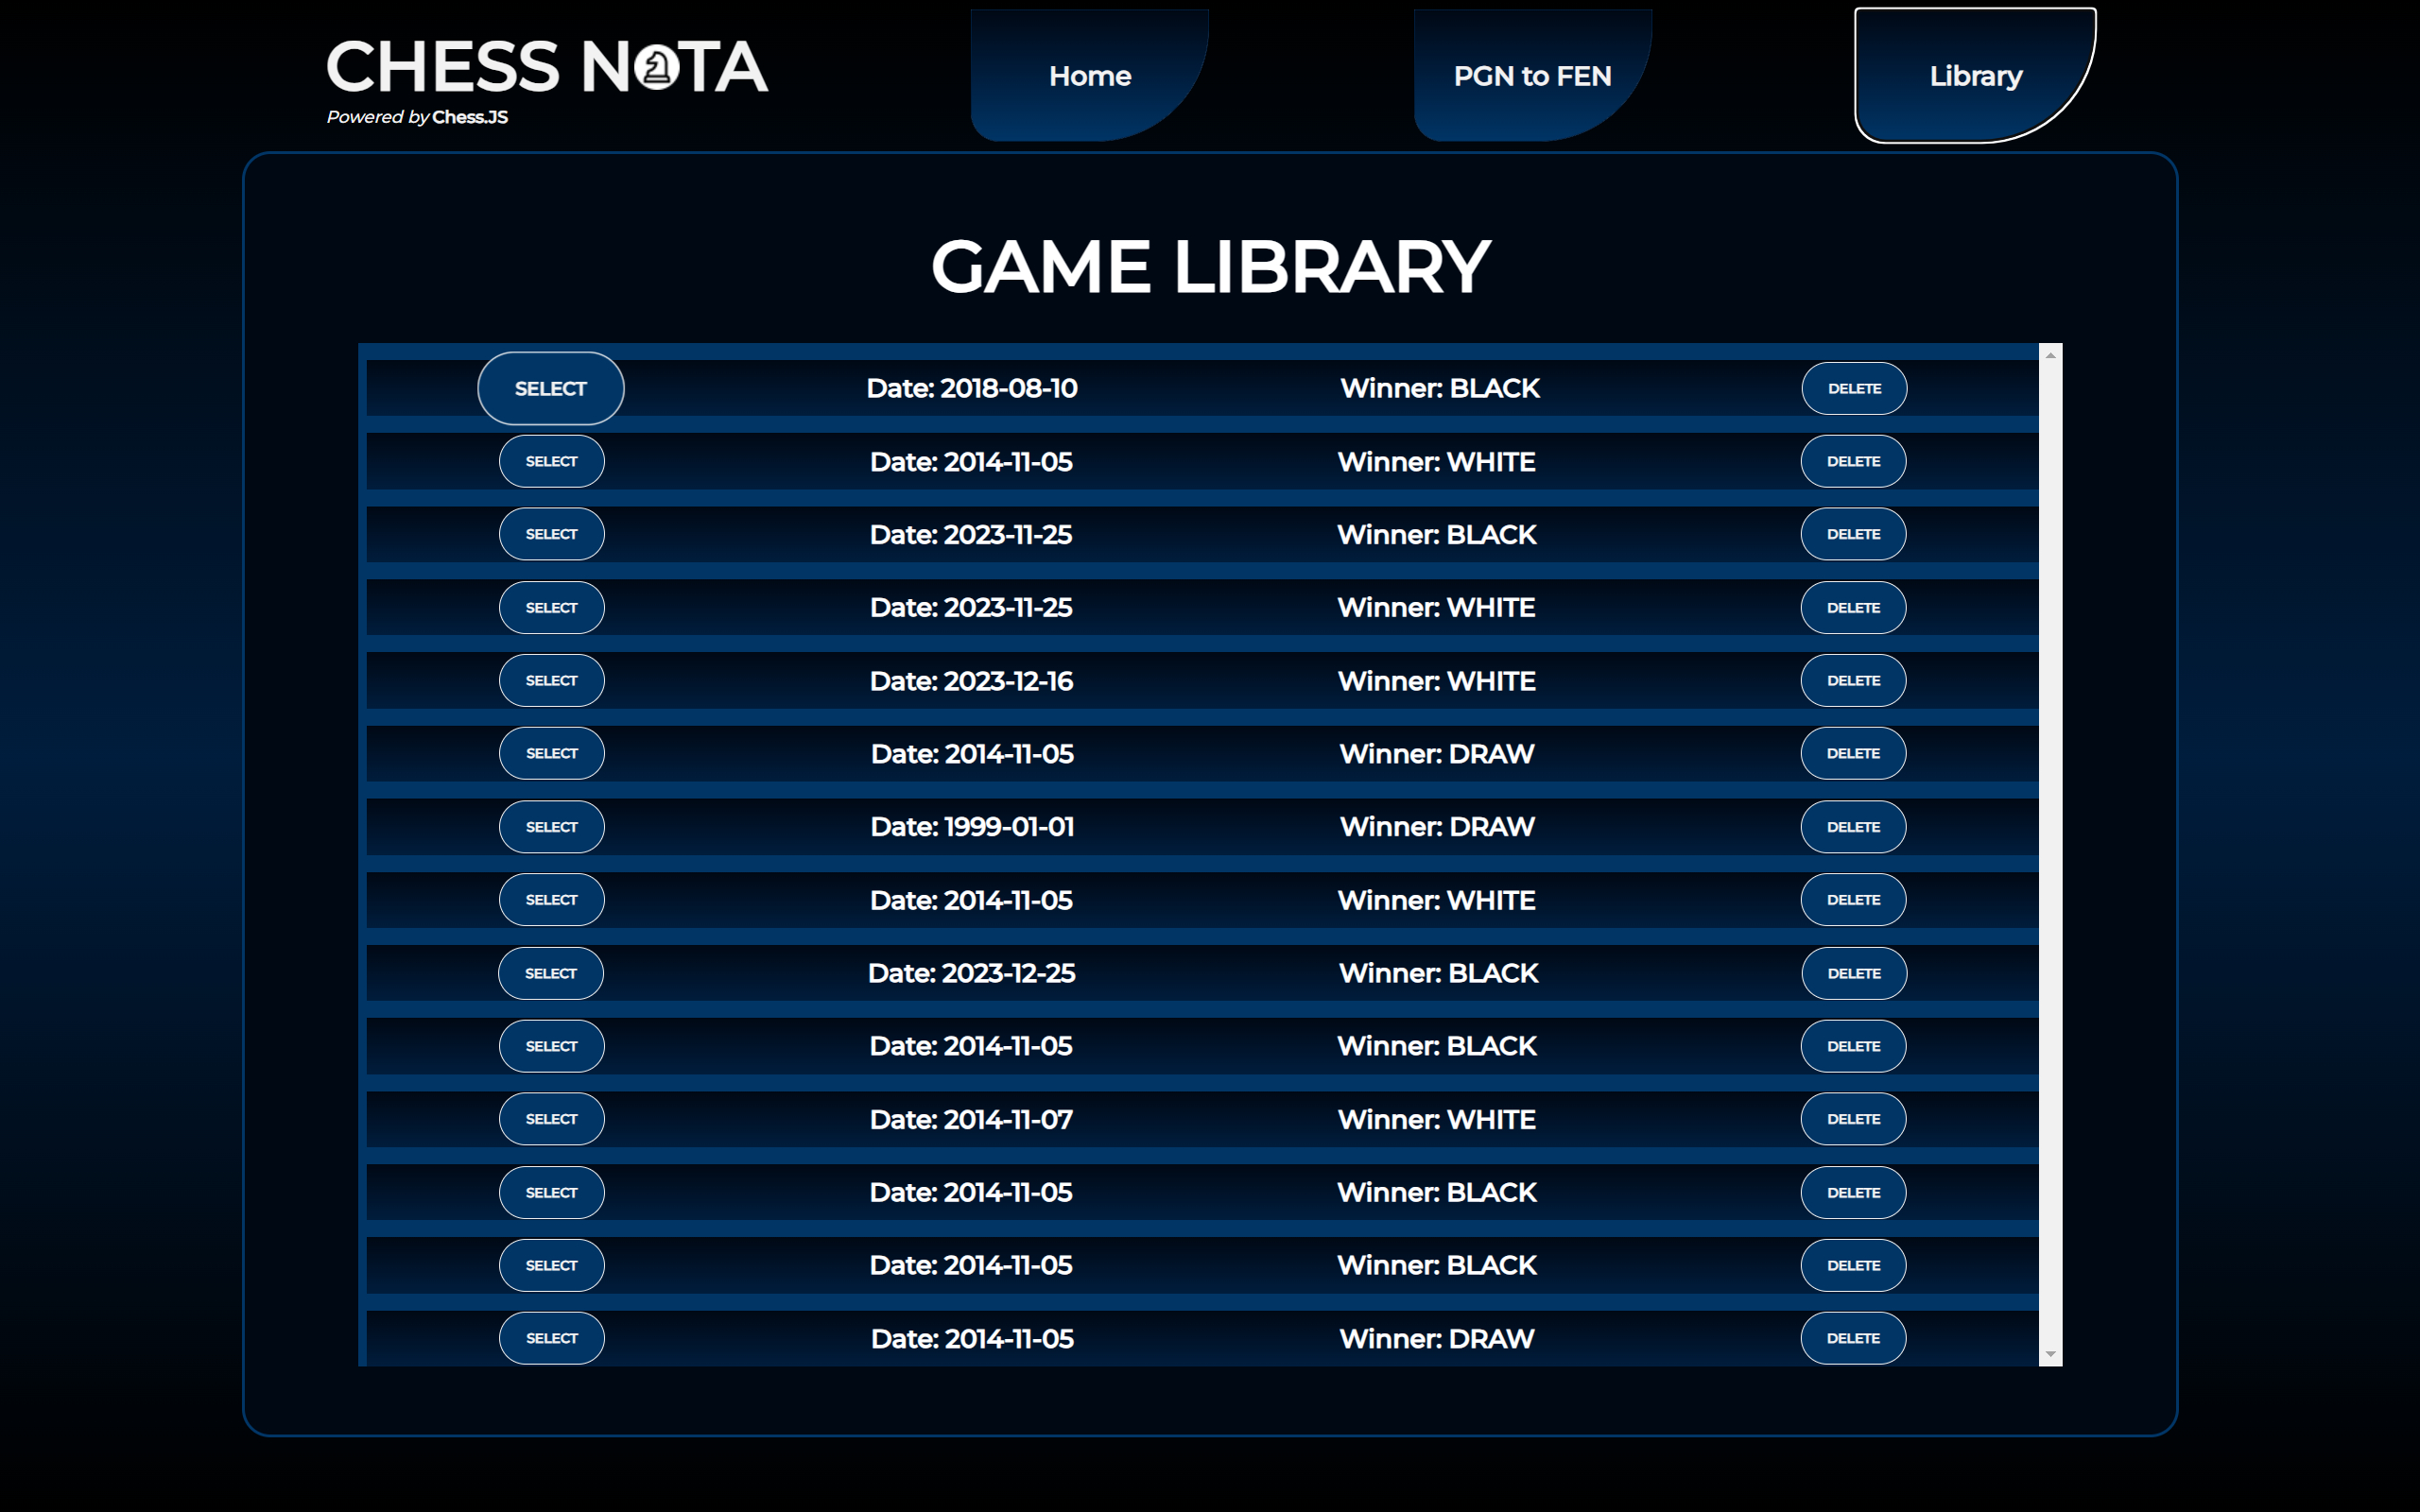 CHESS NOTA
Powered by Chess.JS
Home
PGN to FEN
Library
GAME LIBRARY
SELECT Date: 2018-08-10 Winner: BLACK DELETE
SELECT Date: 2014-11-05 Winner: WHITE DELETE
SELECT Date: 2023-11-25 Winner: BLACK DELETE
SELECT Date: 2023-11-25 Winner: WHITE DELETE
SELECT Date: 2023-12-16 Winner: WHITE DELETE
SELECT Date: 2014-11-05 Winner: DRAW DELETE
SELECT Date: 1999-01-01 Winner: DRAW DELETE
SELECT Date: 2014-11-05 Winner: WHITE DELETE
SELECT Date: 2023-12-25 Winner: BLACK DELETE
SELECT Date: 2014-11-05 Winner: BLACK DELETE
SELECT Date: 2014-11-07 Winner: WHITE DELETE
SELECT Date: 2014-11-05 Winner: BLACK DELETE
SELECT Date: 2014-11-05 Winner: BLACK DELETE
SELECT Date: 2014-11-05 Winner: DRAW DELETE